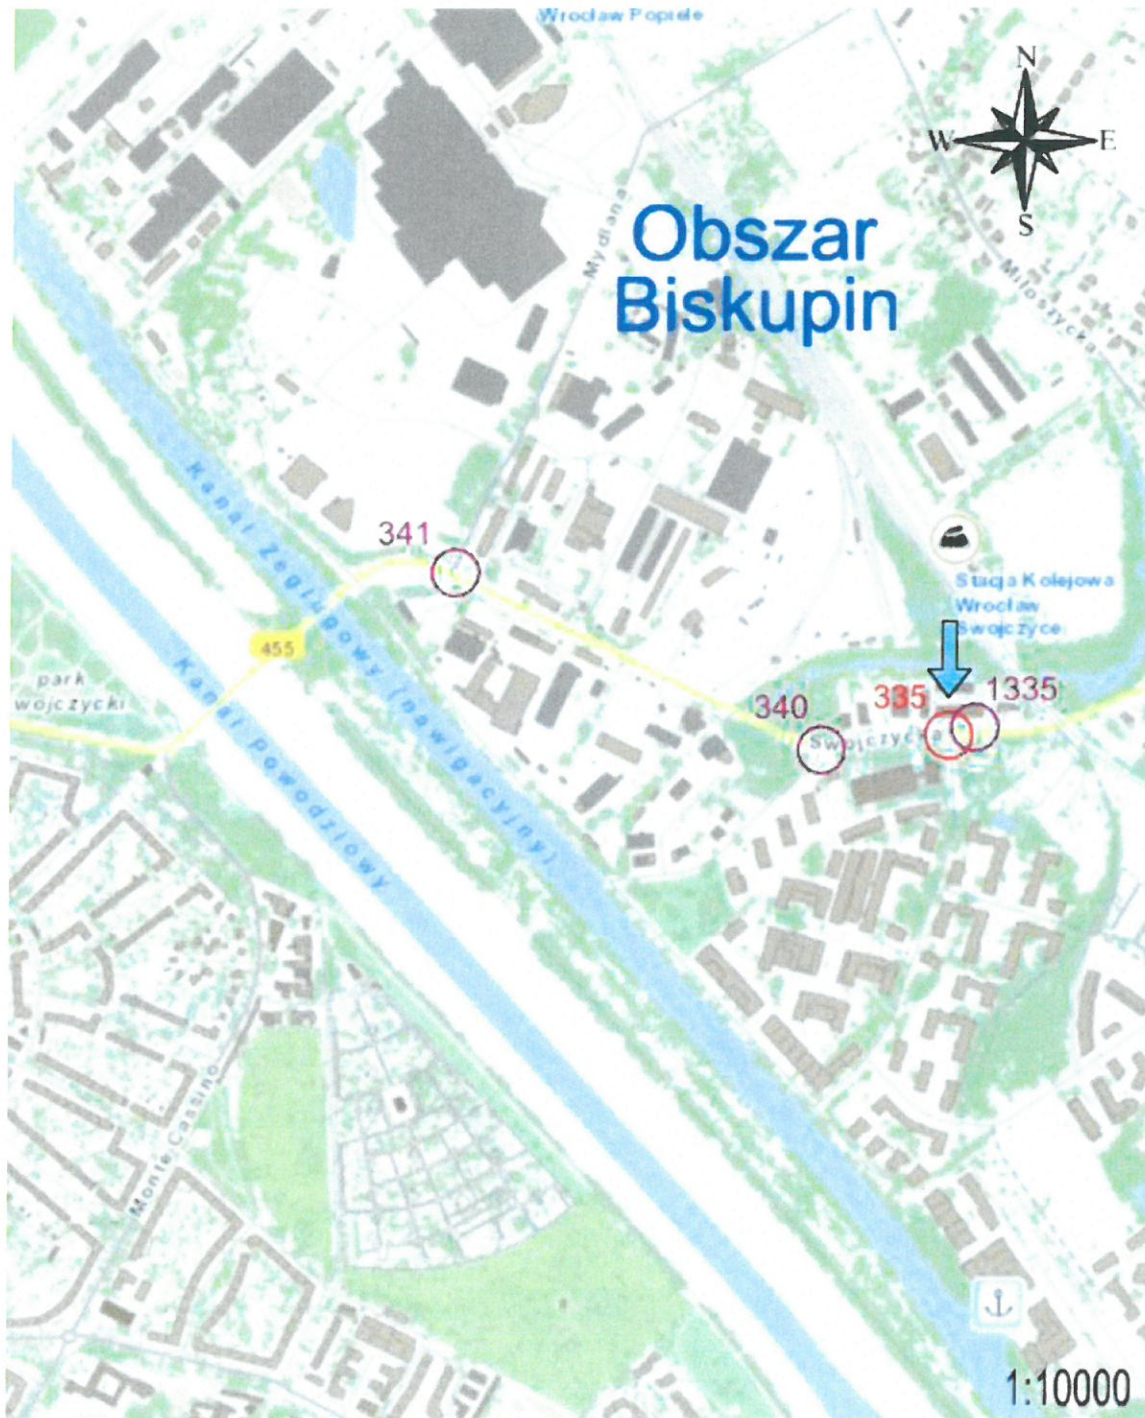 Wrocław Popiele
N
W
E
S
Obszar
Biskupin
Mydlana
Miłoszycka
Kanał Żeglugowy (nawigacyjny)
341
Stacja Kolejowa
Wrocław
Swojczyce
455
Kanał Powodziowy
park
wojczycki
340
335
1335
Swojczycka
Monte Cassino
1:10000